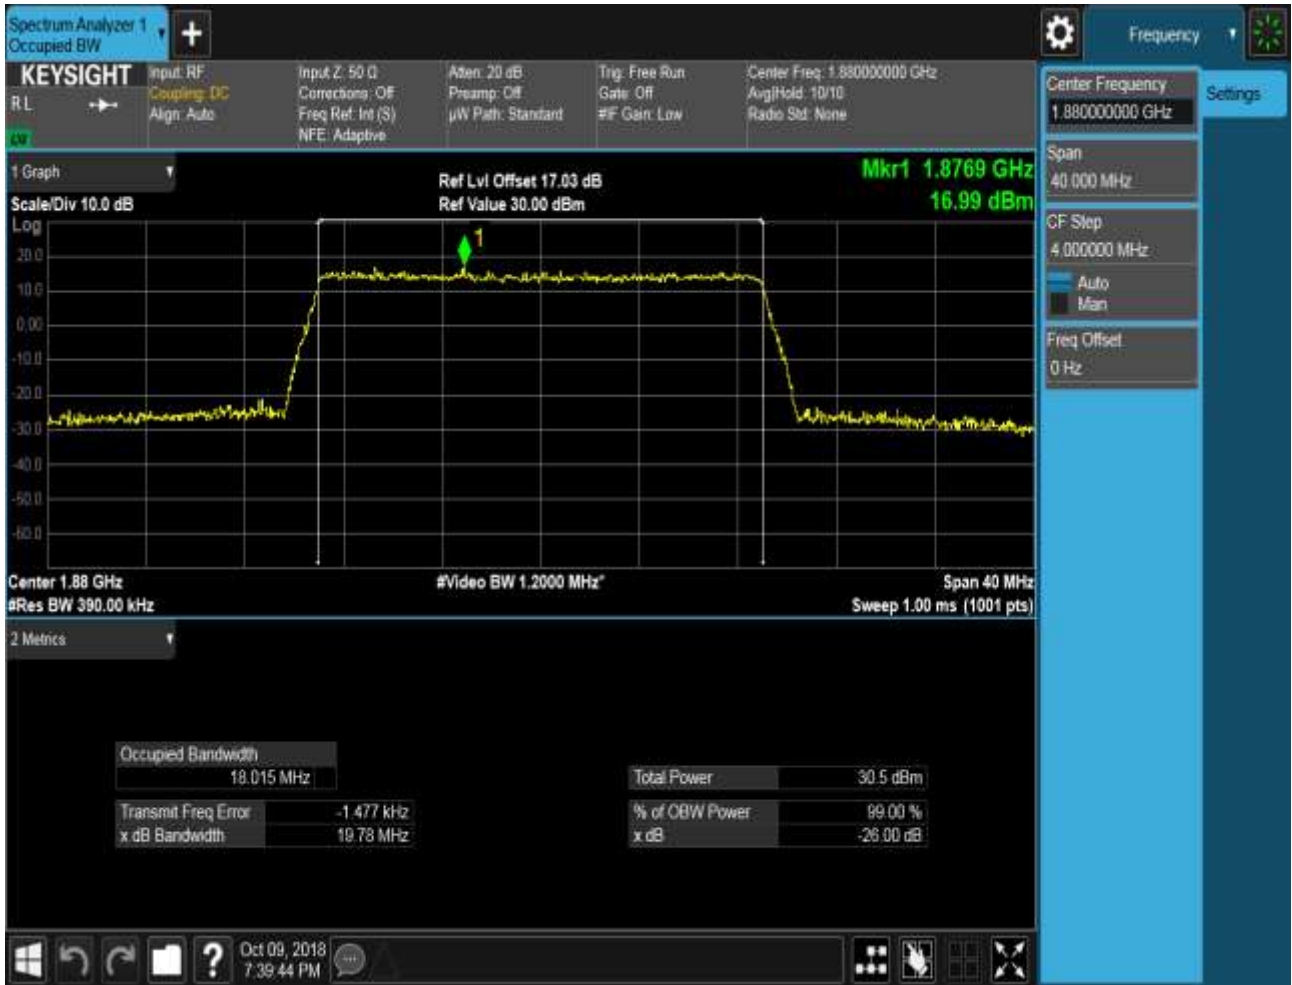 Spectrum Analyzer 1
Occupied BW
+
Frequency
KEYSIGHT
RL
Input: RF
Coupling: DC
Align: Auto
Input Z: 50 Ω
Corrections: Off
Freq Ref: Int (S)
NFE: Adaptive
Atten: 20 dB
Preamp: Off
µW Path: Standard
Trig: Free Run
Gate: Off
#IF Gain: Low
Center Freq: 1.880000000 GHz
Avg|Hold: 10/10
Radio Std: None
Center Frequency
1.880000000 GHz
Settings
Span
40.000 MHz
CF Step
4.000000 MHz
Auto
Man
Freq Offset
0 Hz
1 Graph
Scale/Div 10.0 dB
Ref Lvl Offset 17.03 dB
Ref Value 30.00 dBm
Mkr1 1.8769 GHz
16.99 dBm
Log
1
20.0
10.0
0.00
-10.0
-20.0
-30.0
-40.0
-50.0
-60.0
Center 1.88 GHz
#Video BW 1.2000 MHz*
Span 40 MHz
#Res BW 390.00 kHz
Sweep 1.00 ms (1001 pts)
2 Metrics
Occupied Bandwidth
18.015 MHz
Total Power 30.5 dBm
Transmit Freq Error -1.477 kHz
% of OBW Power 99.00 %
x dB Bandwidth 19.78 MHz
x dB -26.00 dB
?
Oct 09, 2018
7:39:44 PM